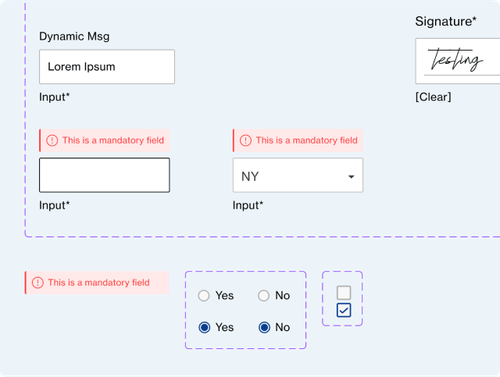 Signature*
Dynamic Msg
Lorem Ipsum
testing
Input*
[Clear]
This is a mandatory field
This is a mandatory field
NY
Input*
Input*
This is a mandatory field
Yes
No
Yes
No